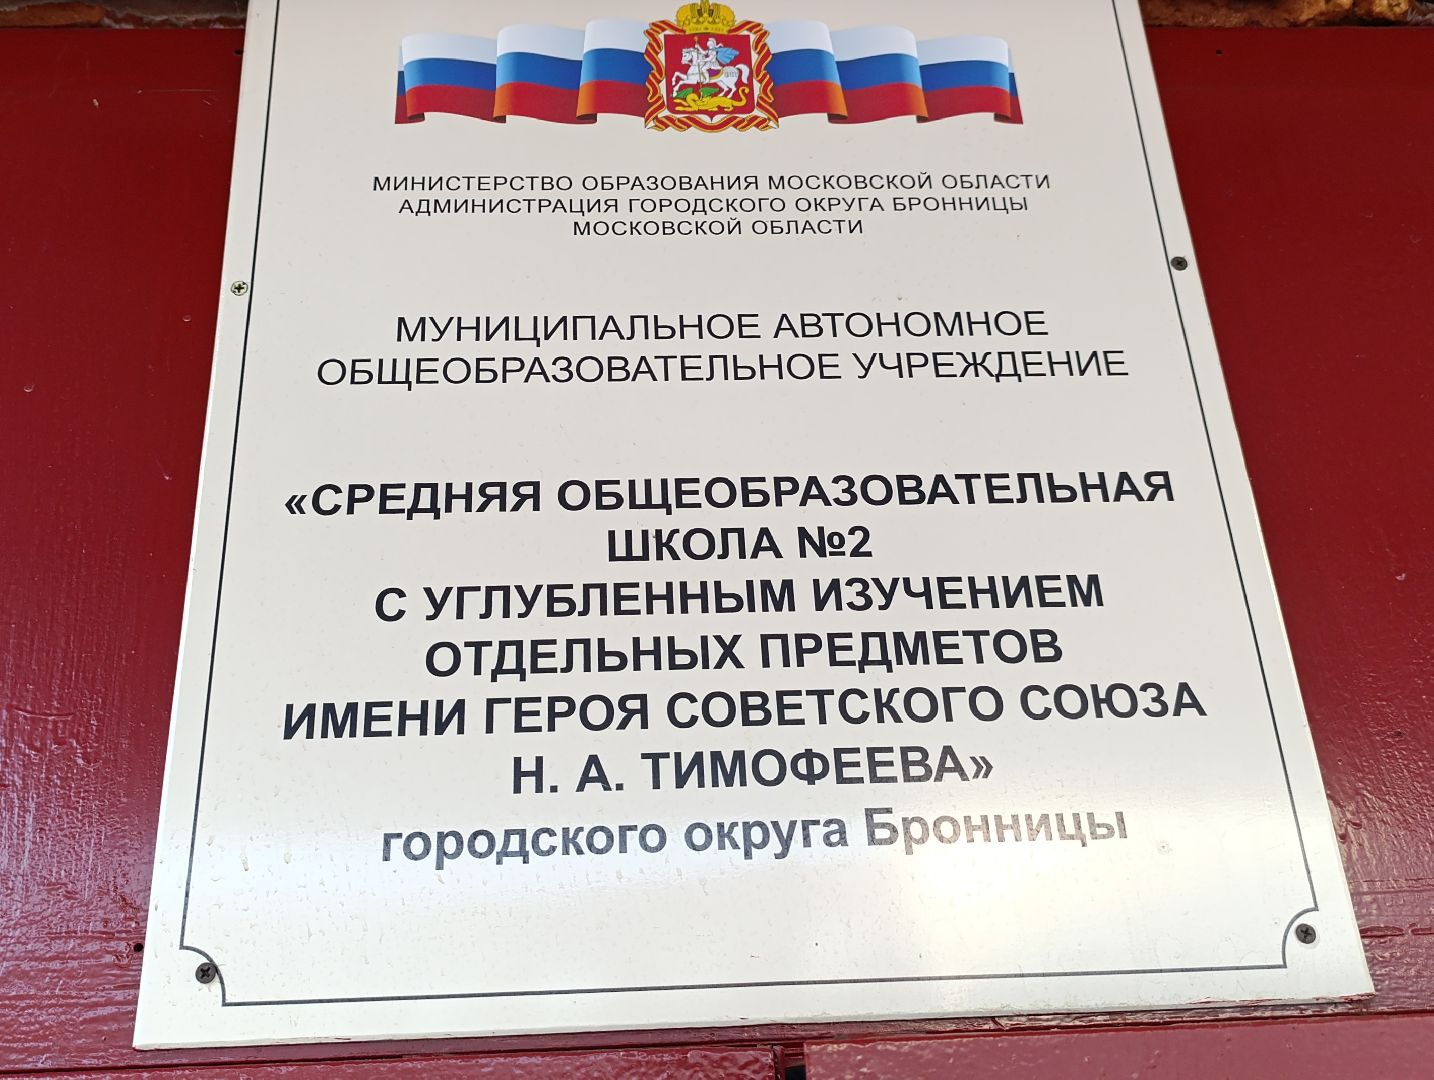 МИНИСТЕРСТВО ОБРАЗОВАНИЯ МОСКОВСКОЙ ОБЛАСТИ
АДМИНИСТРАЦИЯ ГОРОДСКОГО ОКРУГА БРОННИЦЫ
МОСКОВСКОЙ ОБЛАСТИ
МУНИЦИПАЛЬНОЕ АВТОНОМНОЕ
ОБЩЕОБРАЗОВАТЕЛЬНОЕ УЧРЕЖДЕНИЕ
«СРЕДНЯЯ ОБЩЕОБРАЗОВАТЕЛЬНАЯ
ШКОЛА №2
С УГЛУБЛЕННЫМ ИЗУЧЕНИЕМ
ОТДЕЛЬНЫХ ПРЕДМЕТОВ
ИМЕНИ ГЕРОЯ СОВЕТСКОГО СОЮЗА
Н. А. ТИМОФЕЕВА»
городского округа Бронницы